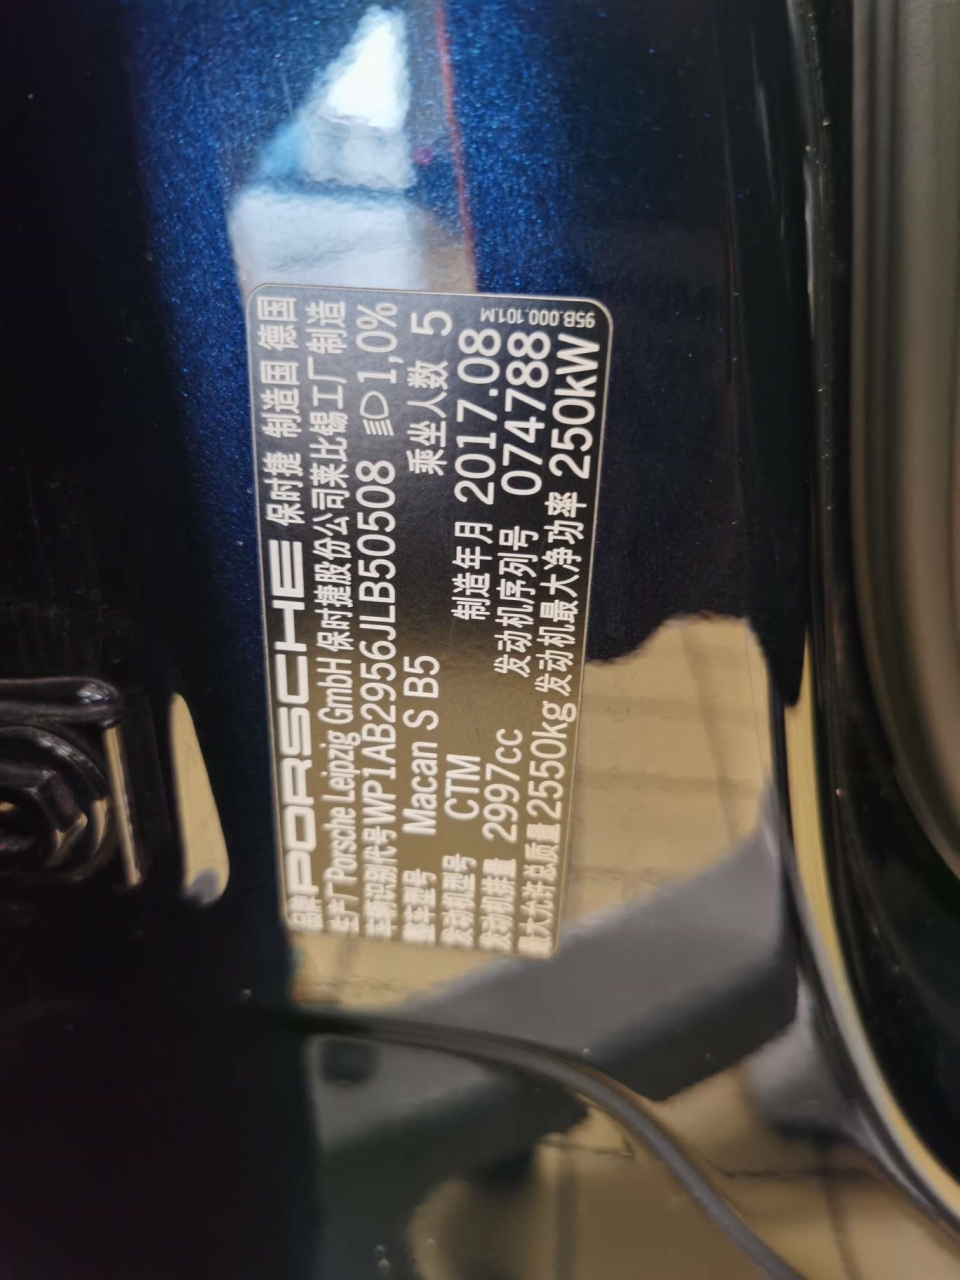 品牌 PORSCHE 保时捷 制造国 德国
生产厂 Porsche Leipzig GmbH 保时捷股份公司莱比锡工厂 制造
车辆识别代号 WP1AB2956JLB50508 1,0%
整车型号 Macan S B5 乘坐人数 5
发动机型号 CTM 制造年月 2017.08
发动机排量 2997cc 发动机序列号 074788
最大允许总质量 2550kg 发动机最大净功率 250kW
95B.000.101.M